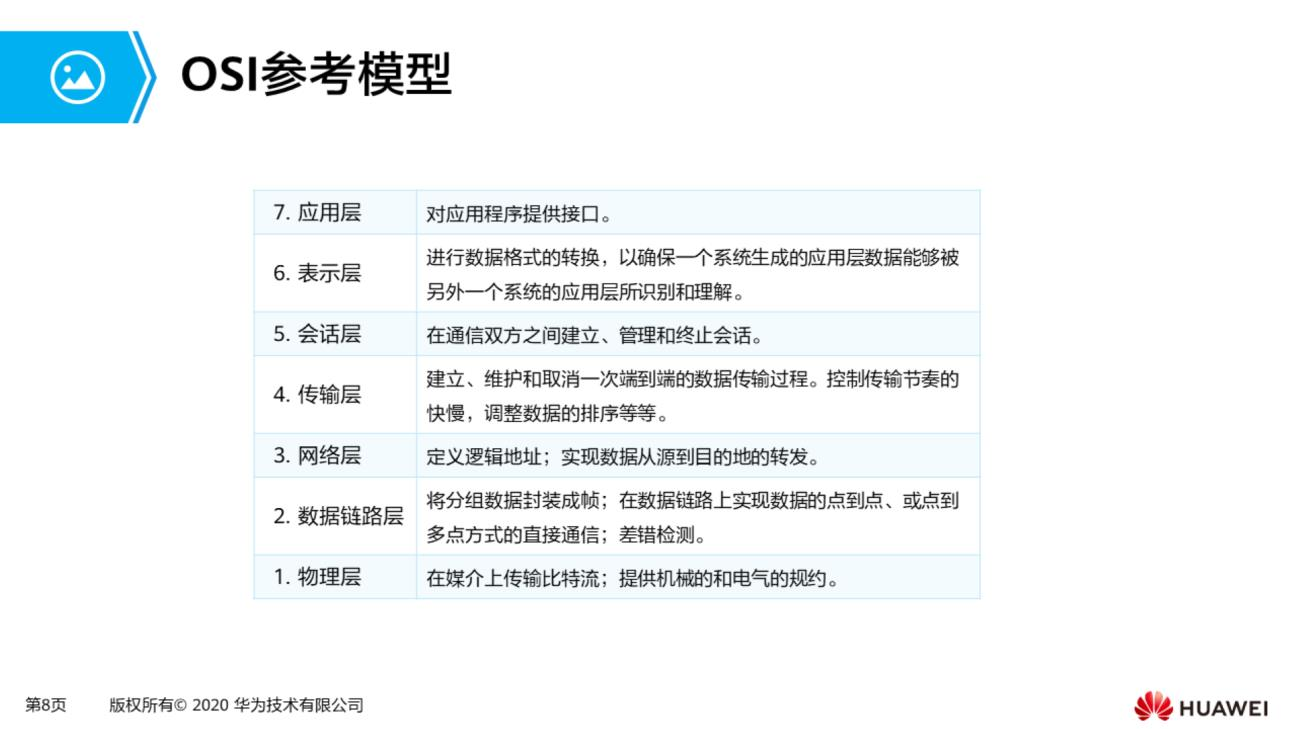 OSI参考模型
7. 应用层
对应用程序提供接口。
6. 表示层
进行数据格式的转换，以确保一个系统生成的应用层数据能够被
另外一个系统的应用层所识别和理解。
5. 会话层
在通信双方之间建立、管理和终止会话。
4. 传输层
建立、维护和取消一次端到端的数据传输过程。控制传输节奏的
快慢，调整数据的排序等等。
3. 网络层
定义逻辑地址；实现数据从源到目的地的转发。
2. 数据链路层
将分组数据封装成帧；在数据链路上实现数据的点到点、或点到
多点方式的直接通信；差错检测。
1. 物理层
在媒介上传输比特流；提供机械的和电气的规约。
第8页
版权所有© 2020 华为技术有限公司
HUAWEI